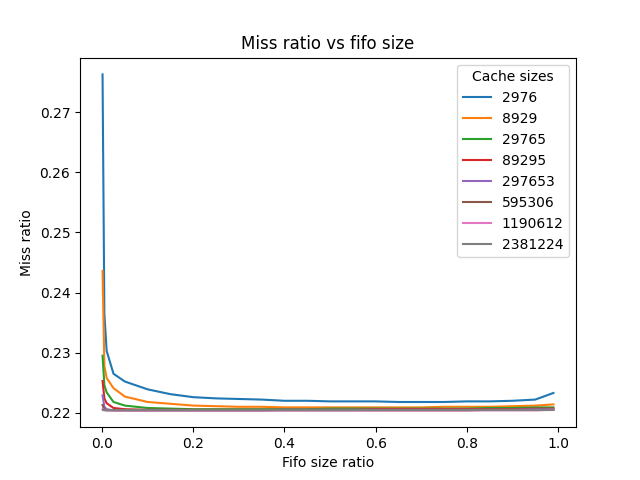 Miss ratio vs fifo size
Cache sizes
2976
8929
29765
89295
297653
595306
1190612
2381224
Miss ratio
0.27
0.26
0.25
0.24
0.23
0.22
0.0 0.2 0.4 0.6 0.8 1.0
Fifo size ratio